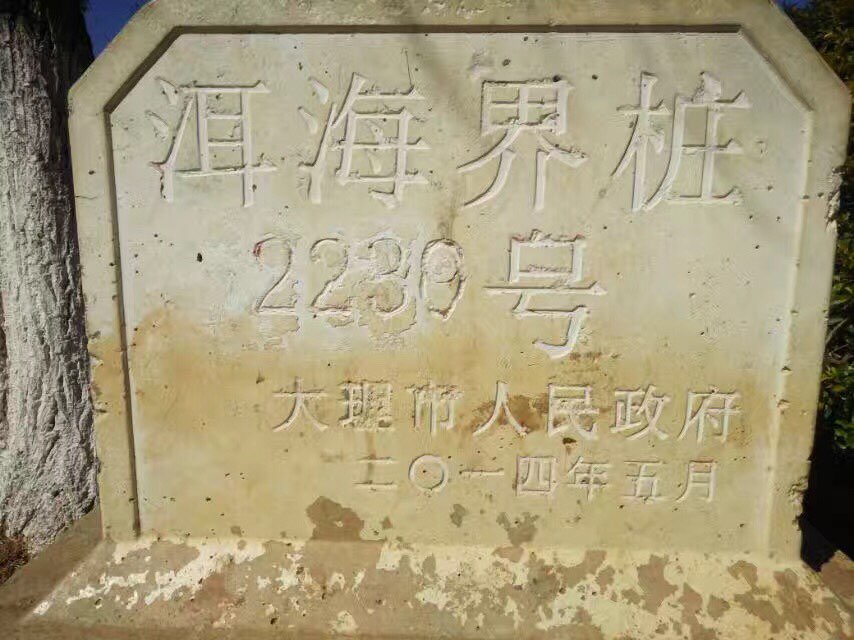 洱海界桩
2239号
大理市人民政府
二〇一四年五月